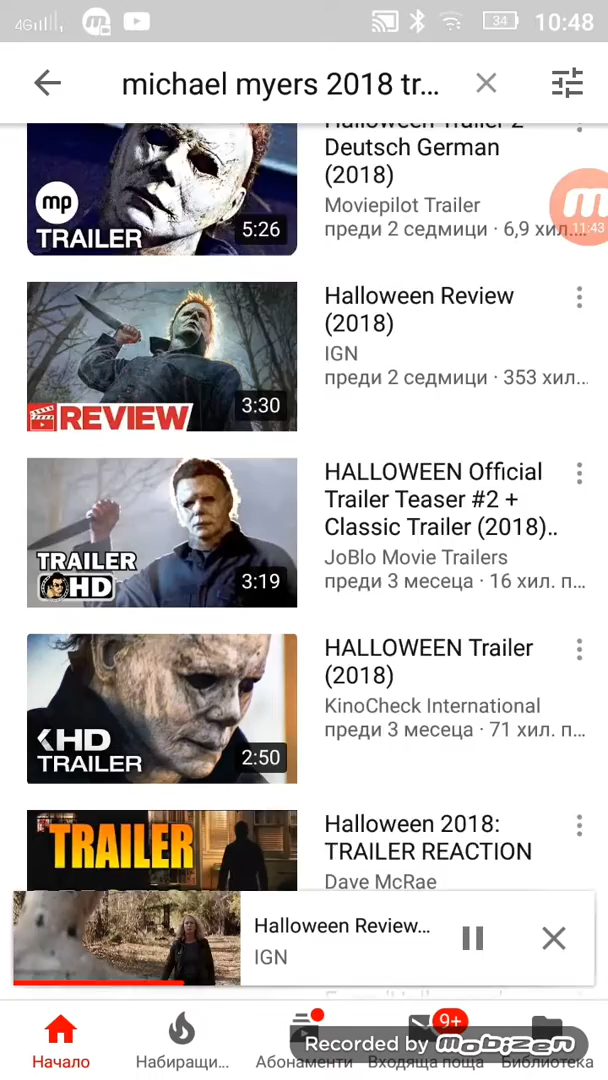 4G 34 10:48
michael myers 2018 tr...
Deutsch German
(2018)
Moviepilot Trailer
преди 2 седмици · 6,9 хил....
mp
TRAILER
5:26
11:43
Halloween Review
(2018)
IGN
преди 2 седмици · 353 хил...
REVIEW
3:30
HALLOWEEN Official
Trailer Teaser #2 +
Classic Trailer (2018)..
JoBlo Movie Trailers
преди 3 месеца · 16 хил. п...
TRAILER
HD
3:19
HALLOWEEN Trailer
(2018)
KinoCheck International
преди 3 месеца · 71 хил. п...
KHD
TRAILER
2:50
Halloween 2018:
TRAILER REACTION
Dave McRae
TRAILER
Halloween Review...
IGN
9+
Recorded by mobizen
Начало
Набиращи...
Абонаменти
Входяща поща
Библиотека